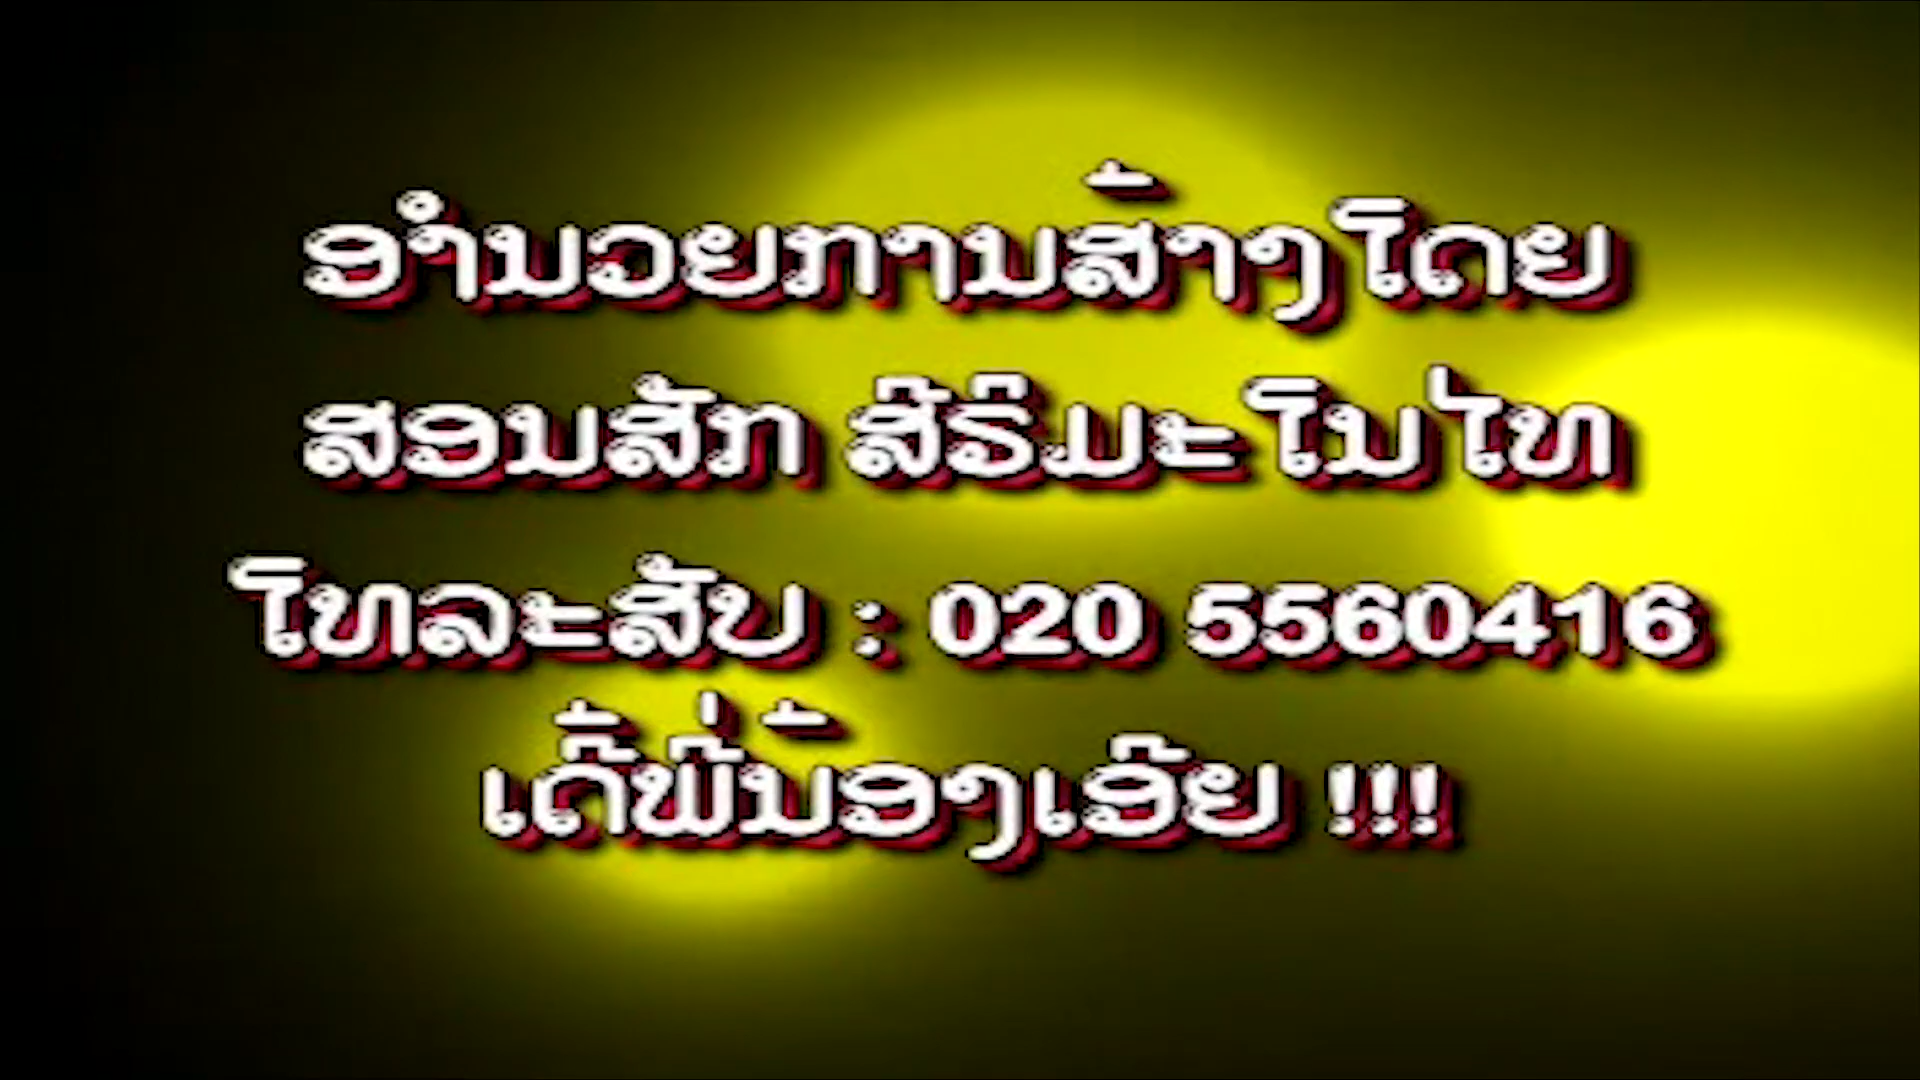 ອຳນວຍການສ້າງໂດຍ
ສອນສັກ ສີຣິມະໂນໄທ
ໂທລະສັບ : 020 5560416
ເດີ້ພີ່ນ້ອງເອີຍ !!!